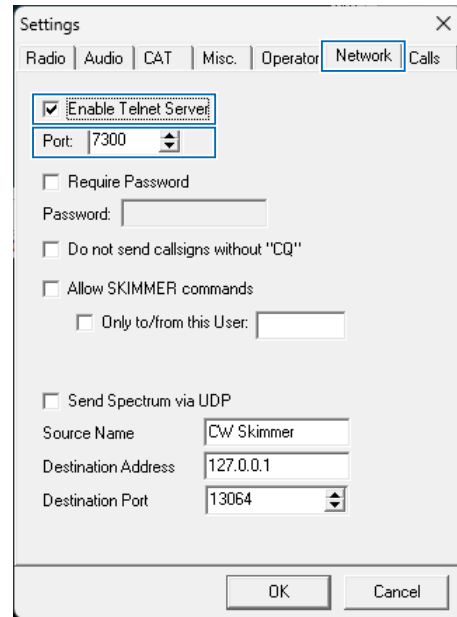 Settings
Radio Audio CAT Misc. Operator Network Calls
Enable Telnet Server
Port: 7300
Require Password
Password:
Do not send callsigns without "CQ"
Allow SKIMMER commands
Only to/from this User:
Send Spectrum via UDP
Source Name CW Skimmer
Destination Address 127.0.0.1
Destination Port 13064
OK Cancel